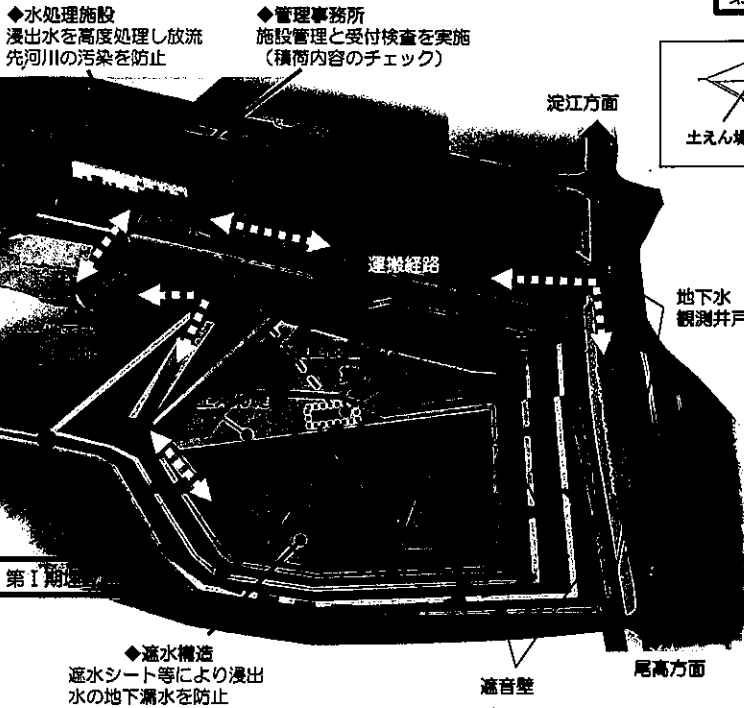 ◆水処理施設
浸出水を高度処理し放流
先河川の汚染を防止
◆管理事務所
施設管理と受付検査を実施
（積荷内容のチェック）
淀江方面
土えん堤
運搬経路
地下水
観測井戸
第Ⅰ期埋
◆遮水構造
遮水シート等により浸出
水の地下漏水を防止
遮音壁
尾高方面